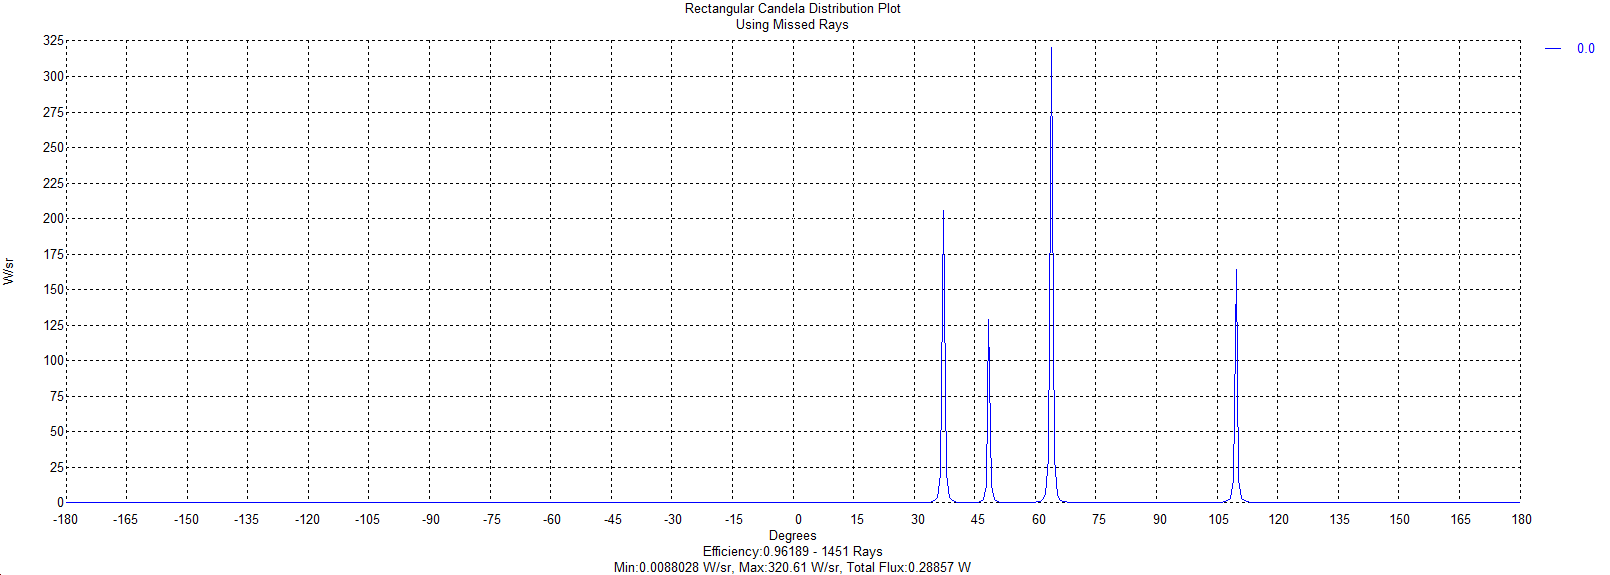 Rectangular Candela Distribution Plot
Using Missed Rays
325
300
275
250
225
200
175
150
125
100
75
50
25
0
W/sr
0.0
-180 -165 -150 -135 -120 -105 -90 -75 -60 -45 -30 -15 0 15 30 45 60 75 90 105 120 135 150 165 180
Degrees
Efficiency:0.96189 - 1451 Rays
Min:0.0088028 W/sr, Max:320.61 W/sr, Total Flux:0.28857 W